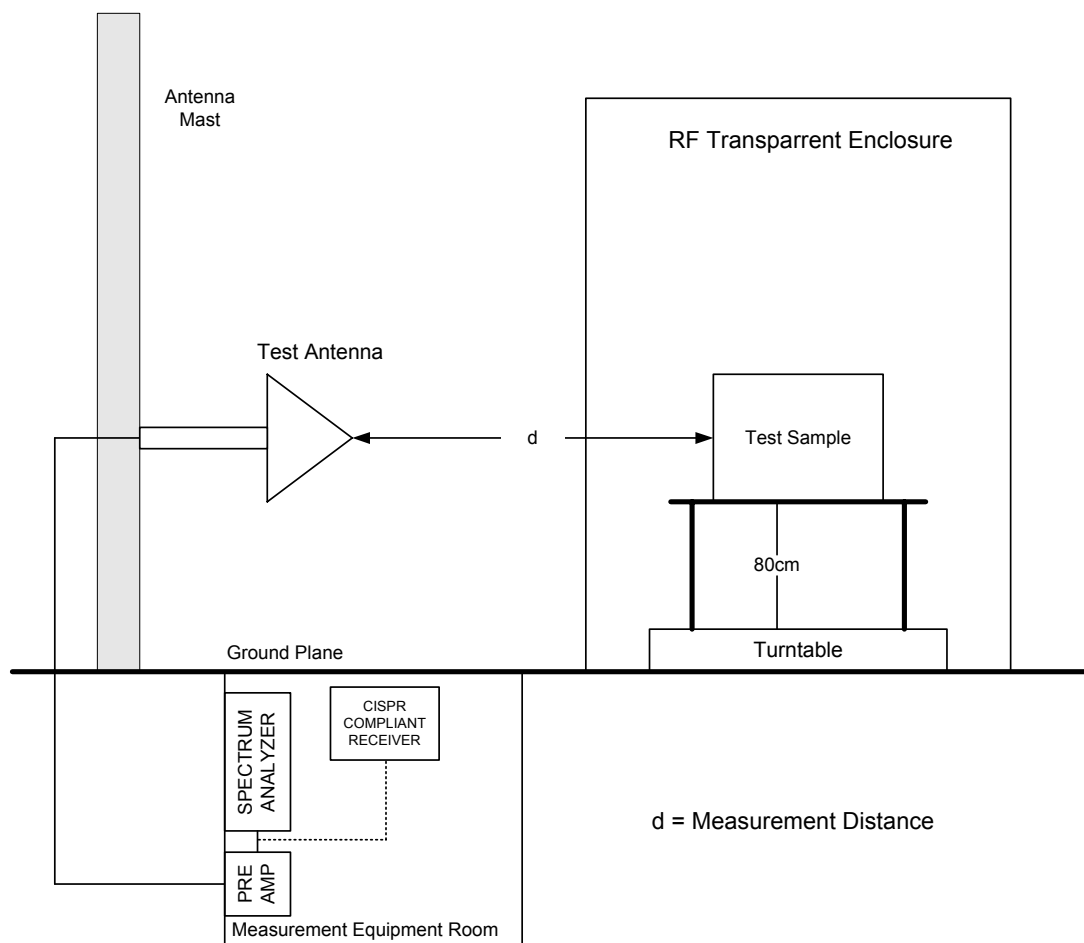 Antenna
Mast
RF Transparrent Enclosure
Test Antenna
d
Test Sample
80cm
Turntable
Ground Plane
SPECTRUM
ANALYZER
CISPR
COMPLIANT
RECEIVER
d = Measurement Distance
PRE
AMP
Measurement Equipment Room